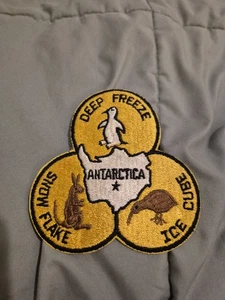 DEEP FREEZE
ANTARCTICA
SNOW FLAKE
ICE CUBE